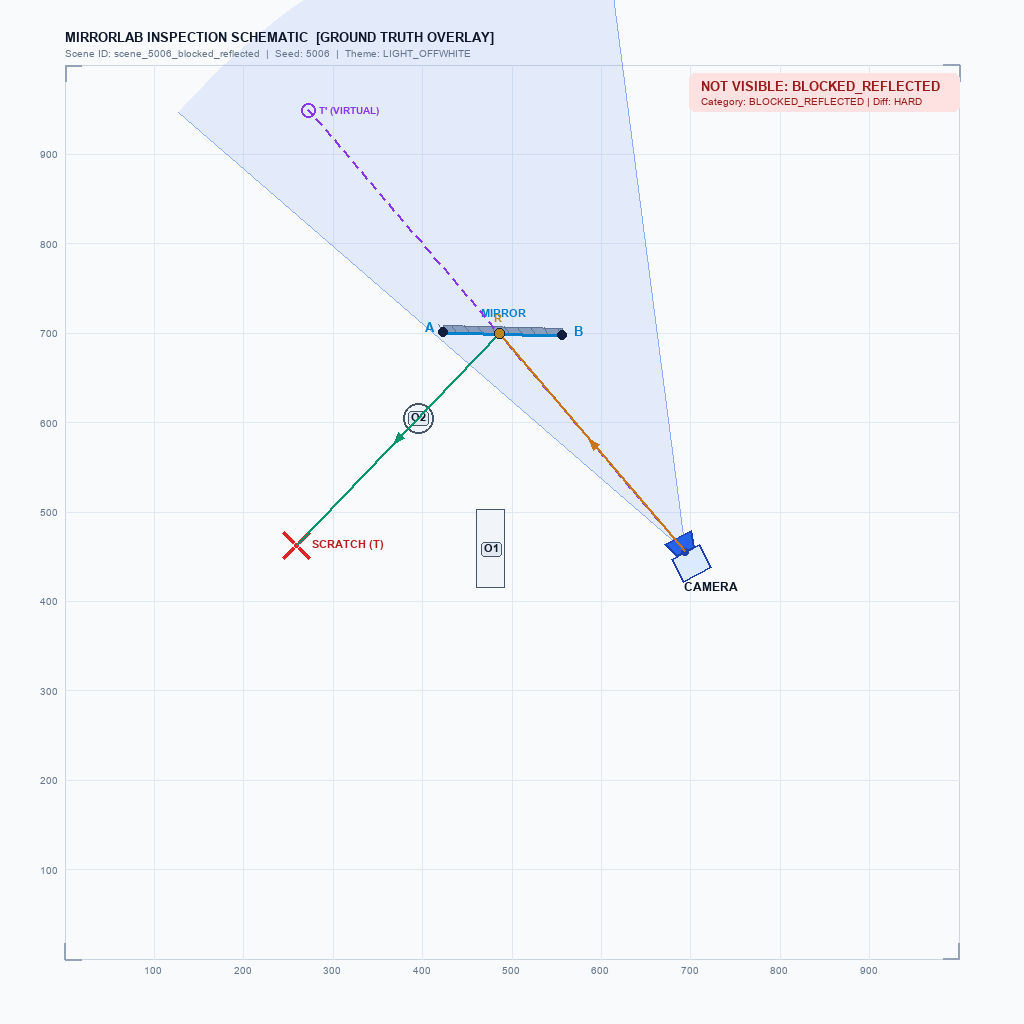 MIRRORLAB INSPECTION SCHEMATIC [GROUND TRUTH OVERLAY]
Scene ID: scene_5006_blocked_reflected | Seed: 5006 | Theme: LIGHT_OFFWHITE
NOT VISIBLE: BLOCKED_REFLECTED
Category: BLOCKED_REFLECTED | Diff: HARD
T' (VIRTUAL)
900
800
MIRROR
R
A
B
700
600
O2
500
SCRATCH (T)
O1
CAMERA
400
300
200
100
100 200 300 400 500 600 700 800 900